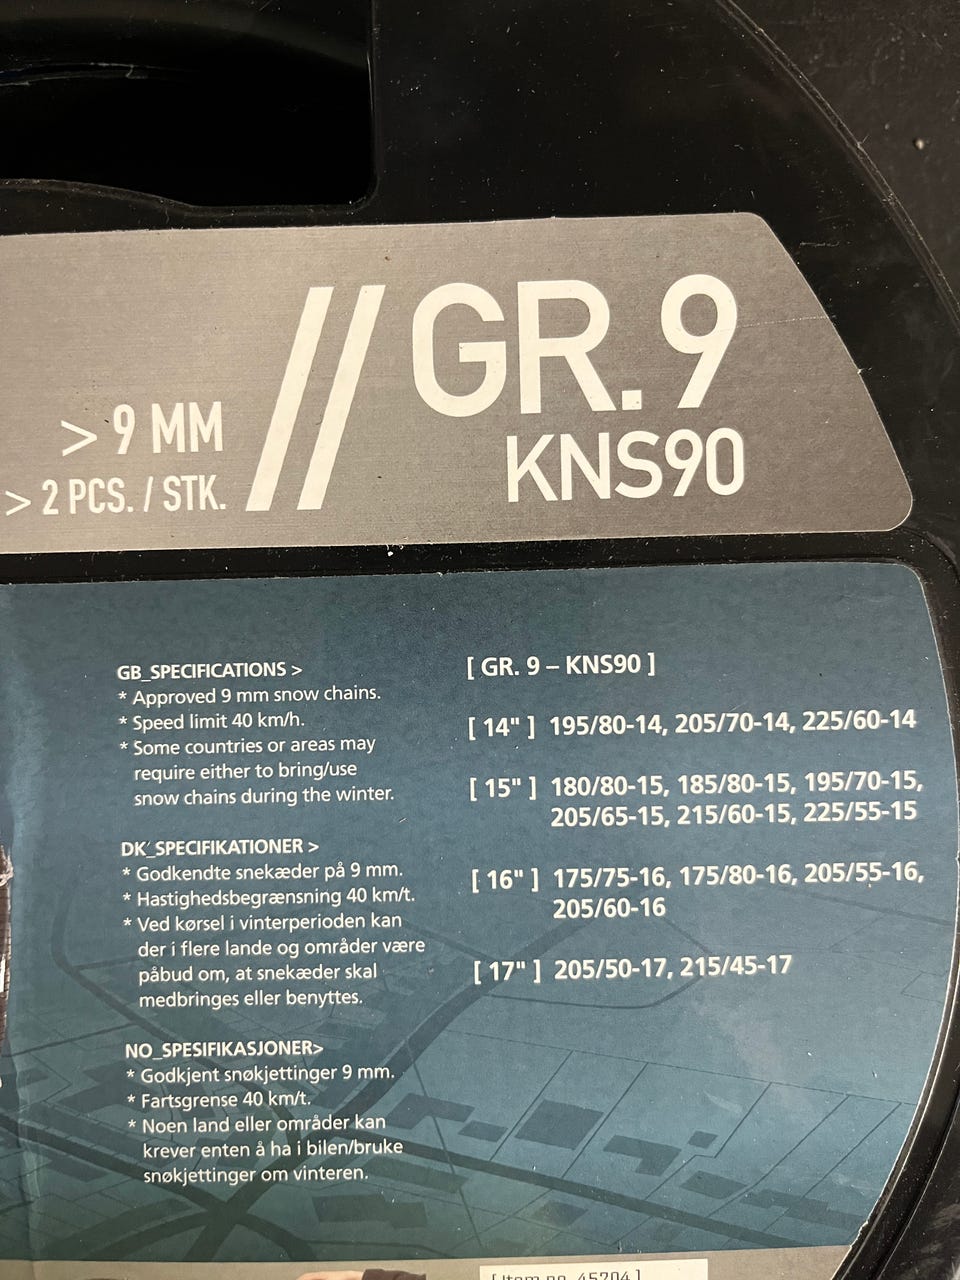 > 9 MM
> 2 PCS. / STK.
// GR. 9
KNS90
GB_SPECIFICATIONS >
* Approved 9 mm snow chains.
* Speed limit 40 km/h.
* Some countries or areas may
require either to bring/use
snow chains during the winter.
DK_SPECIFIKATIONER >
* Godkendte snekæder på 9 mm.
* Hastighedsbegrænsning 40 km/t.
* Ved kørsel i vinterperioden kan
der i flere lande og områder være
påbud om, at snekæder skal
medbringes eller benyttes.
NO_SPESIFIKASJONER>
* Godkjent snøkjettinger 9 mm.
* Fartsgrense 40 km/t.
* Noen land eller områder kan
krever enten å ha i bilen/bruke
snøkjettinger om vinteren.
[ GR. 9 – KNS90 ]
[ 14" ] 195/80-14, 205/70-14, 225/60-14
[ 15" ] 180/80-15, 185/80-15, 195/70-15,
205/65-15, 215/60-15, 225/55-15
[ 16" ] 175/75-16, 175/80-16, 205/55-16,
205/60-16
[ 17" ] 205/50-17, 215/45-17
[ Item no. 45704 ]